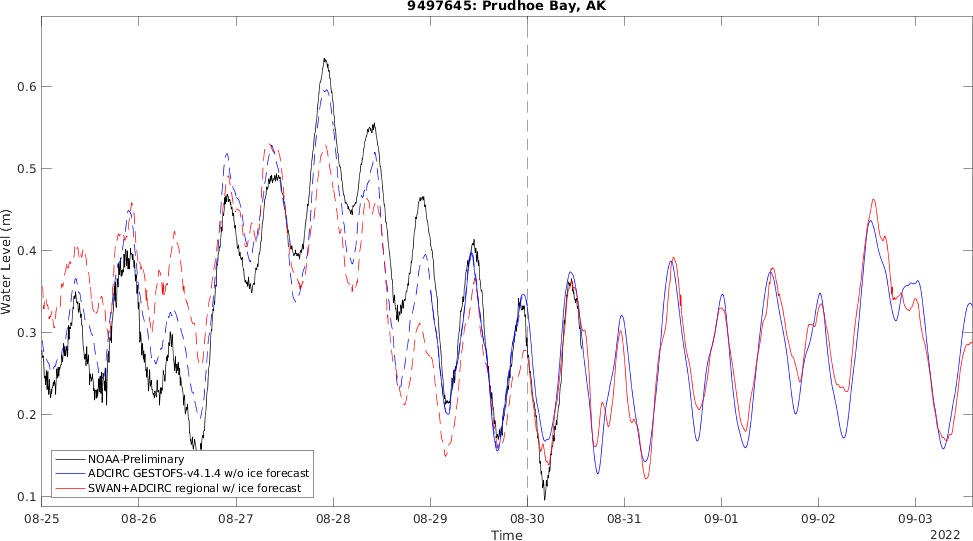 9497645: Prudhoe Bay, AK
Water Level (m)
0.6
0.5
0.4
0.3
0.2
0.1
NOAA-Preliminary
ADCIRC GESTOFS-v4.1.4 w/o ice forecast
SWAN+ADCIRC regional w/ ice forecast
08-25 08-26 08-27 08-28 08-29 08-30 08-31 09-01 09-02 09-03
Time
2022